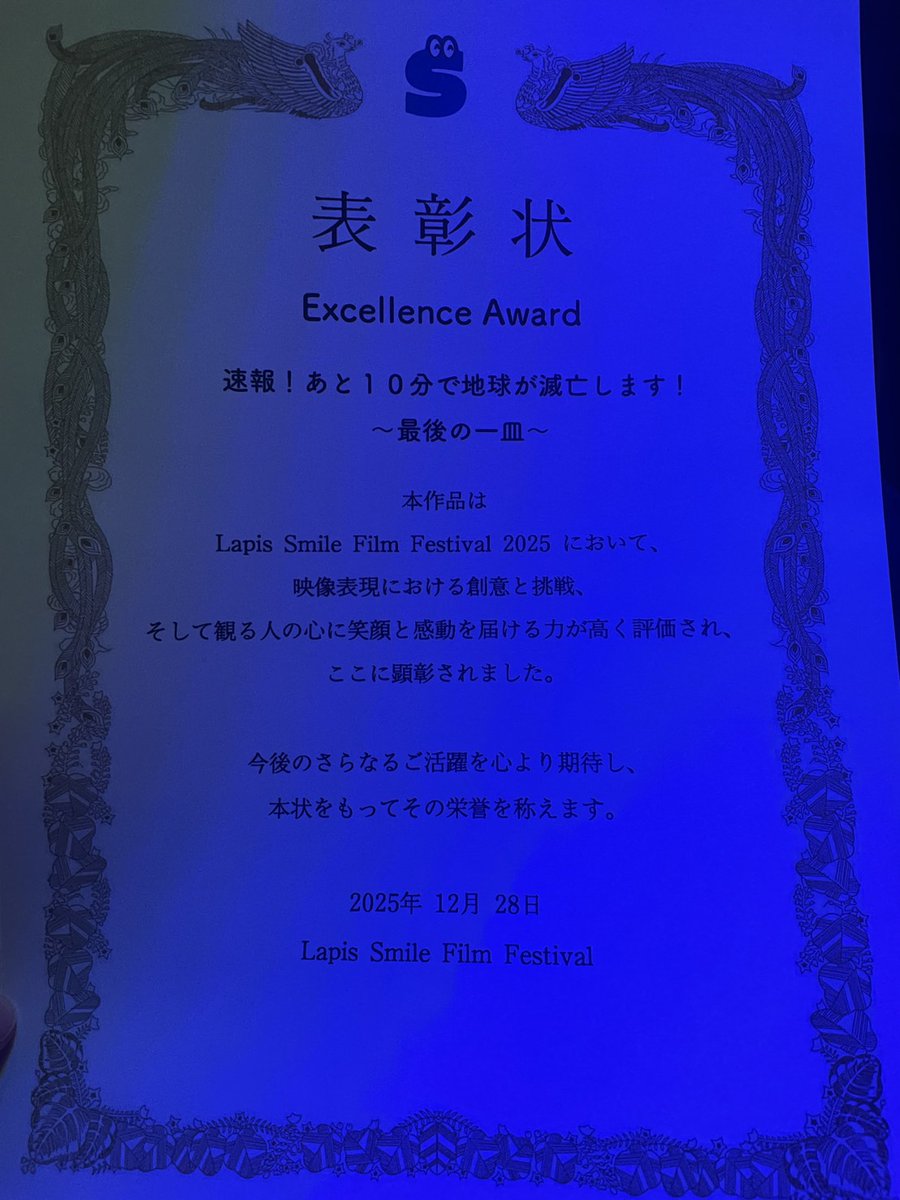 S
表彰状
Excellence Award
速報！あと１０分で地球が滅亡します！
〜最後の一皿〜
本作品は
Lapis Smile Film Festival 2025 において、
映像表現における創意と挑戦、
そして観る人の心に笑顔と感動を届ける力が高く評価され、
ここに顕彰されました。
今後のさらなるご活躍を心より期待し、
本状をもってその栄誉を称えます。
2025年 12月 28日
Lapis Smile Film Festival